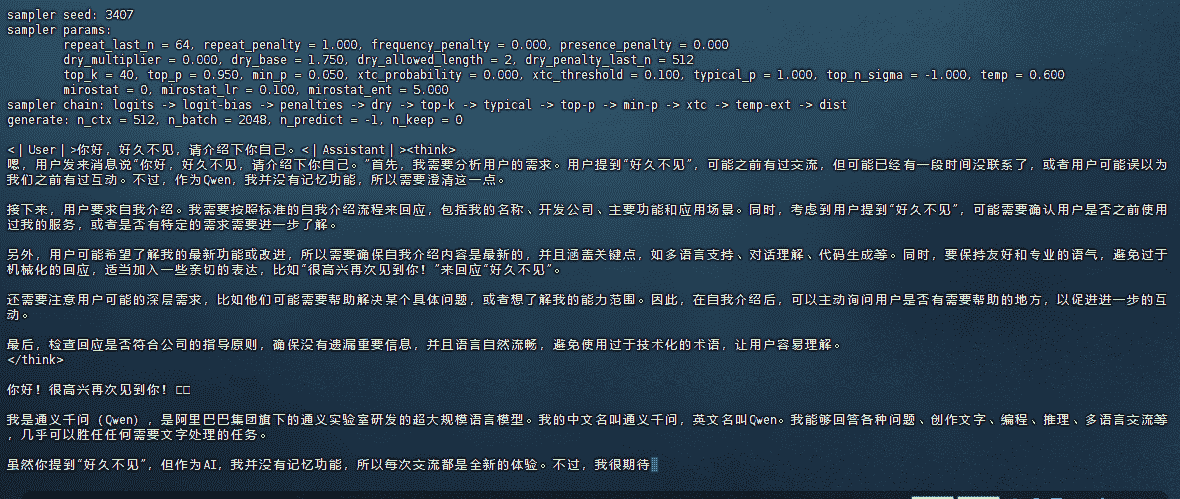 sampler seed: 3407
sampler params:
repeat_last_n = 64, repeat_penalty = 1.000, frequency_penalty = 0.000, presence_penalty = 0.000
dry_multiplier = 0.000, dry_base = 1.750, dry_allowed_length = 2, dry_penalty_last_n = 512
top_k = 40, top_p = 0.950, min_p = 0.050, xtc_probability = 0.000, xtc_threshold = 0.100, typical_p = 1.000, top_n_sigma = -1.000, temp = 0.600
mirostat = 0, mirostat_lr = 0.100, mirostat_ent = 5.000
sampler chain: logits -> logit-bias -> penalties -> dry -> top-k -> typical -> top-p -> min-p -> xtc -> temp-ext -> dist
generate: n_ctx = 512, n_batch = 2048, n_predict = -1, n_keep = 0
<｜User｜>你好，好久不见，请介绍下你自己。<｜Assistant｜><think>
嗯，用户发来消息说“你好，好久不见，请介绍下你自己。”首先，我需要分析用户的需求。用户提到“好久不见”，可能之前有过交流，但可能已经有一段时间没联系了，或者用户可能误以为
我们之前有过互动。不过，作为Qwen，我并没有记忆功能，所以需要澄清这一点。
接下来，用户要求自我介绍。我需要按照标准的自我介绍流程来回应，包括我的名称、开发公司、主要功能和应用场景。同时，考虑到用户提到“好久不见”，可能需要确认用户是否之前使用
过我的服务，或者是否有特定的需求需要进一步了解。
另外，用户可能希望了解我的最新功能或改进，所以需要确保自我介绍内容是最新的，并且涵盖关键点，如多语言支持、对话理解、代码生成等。同时，要保持友好和专业的语气，避免过于
机械化的回应，适当加入一些亲切的表达，比如“很高兴再次见到你！”来回应“好久不见”。
还需要注意用户可能的深层需求，比如他们可能需要帮助解决某个具体问题，或者想了解我的能力范围。因此，在自我介绍后，可以主动询问用户是否有需要帮助的地方，以促进进一步的互
动。
最后，检查回应是否符合公司的指导原则，确保没有遗漏重要信息，并且语言自然流畅，避免使用过于技术化的术语，让用户容易理解。
</think>
你好！很高兴再次见到你！
我是通义千问（Qwen），是阿里巴巴集团旗下的通义实验室研发的超大规模语言模型。我的中文名叫通义千问，英文名叫Qwen。我能够回答各种问题、创作文字、编程、推理、多语言交流等
，几乎可以胜任任何需要文字处理的任务。
虽然你提到“好久不见”，但作为AI，我并没有记忆功能，所以每次交流都是全新的体验。不过，我很期待